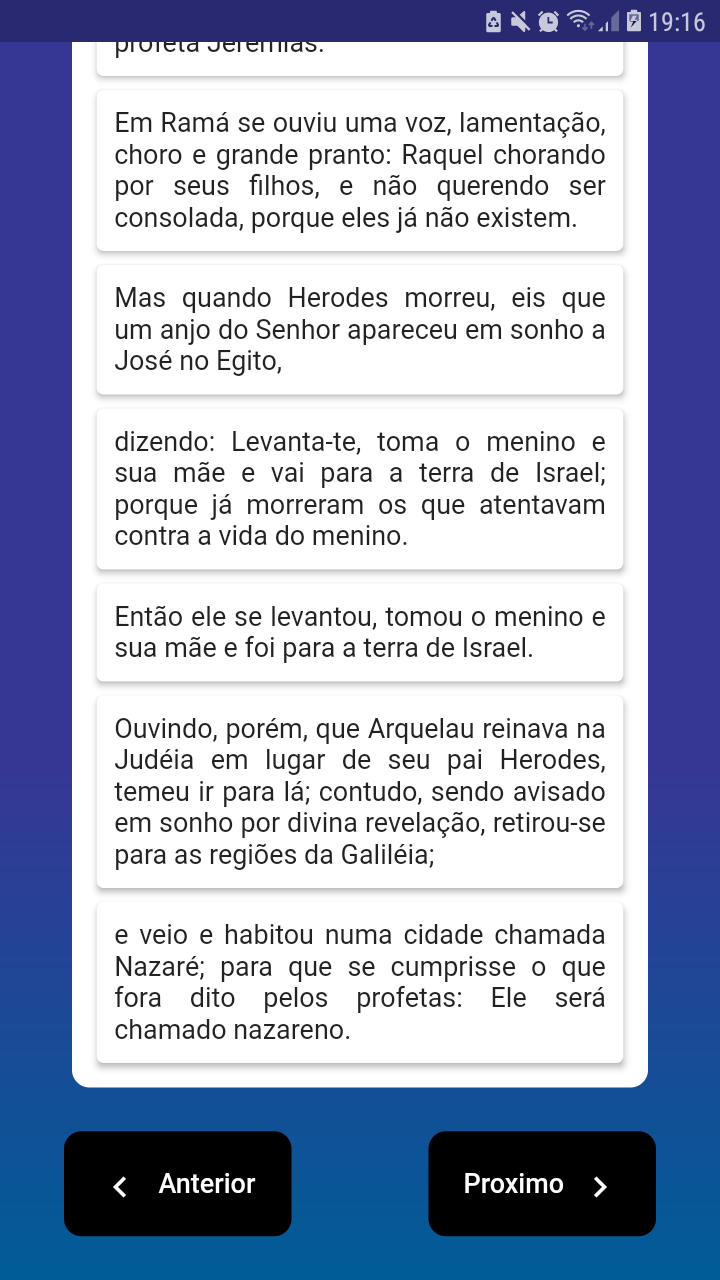 19:16
profeta Jeremias.
Em Ramá se ouviu uma voz, lamentação,
choro e grande pranto: Raquel chorando
por seus filhos, e não querendo ser
consolada, porque eles já não existem.
Mas quando Herodes morreu, eis que
um anjo do Senhor apareceu em sonho a
José no Egito,
dizendo: Levanta-te, toma o menino e
sua mãe e vai para a terra de Israel;
porque já morreram os que atentavam
contra a vida do menino.
Então ele se levantou, tomou o menino e
sua mãe e foi para a terra de Israel.
Ouvindo, porém, que Arquelau reinava na
Judéia em lugar de seu pai Herodes,
temeu ir para lá; contudo, sendo avisado
em sonho por divina revelação, retirou-se
para as regiões da Galiléia;
e veio e habitou numa cidade chamada
Nazaré; para que se cumprisse o que
fora dito pelos profetas: Ele será
chamado nazareno.
Anterior
Proximo